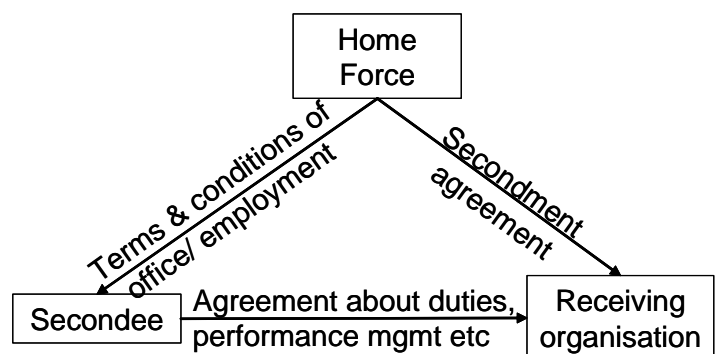 Home
Force
Terms & conditions of
office/ employment
Secondment
agreement
Secondee
Agreement about duties,
performance mgmt etc
Receiving
organisation